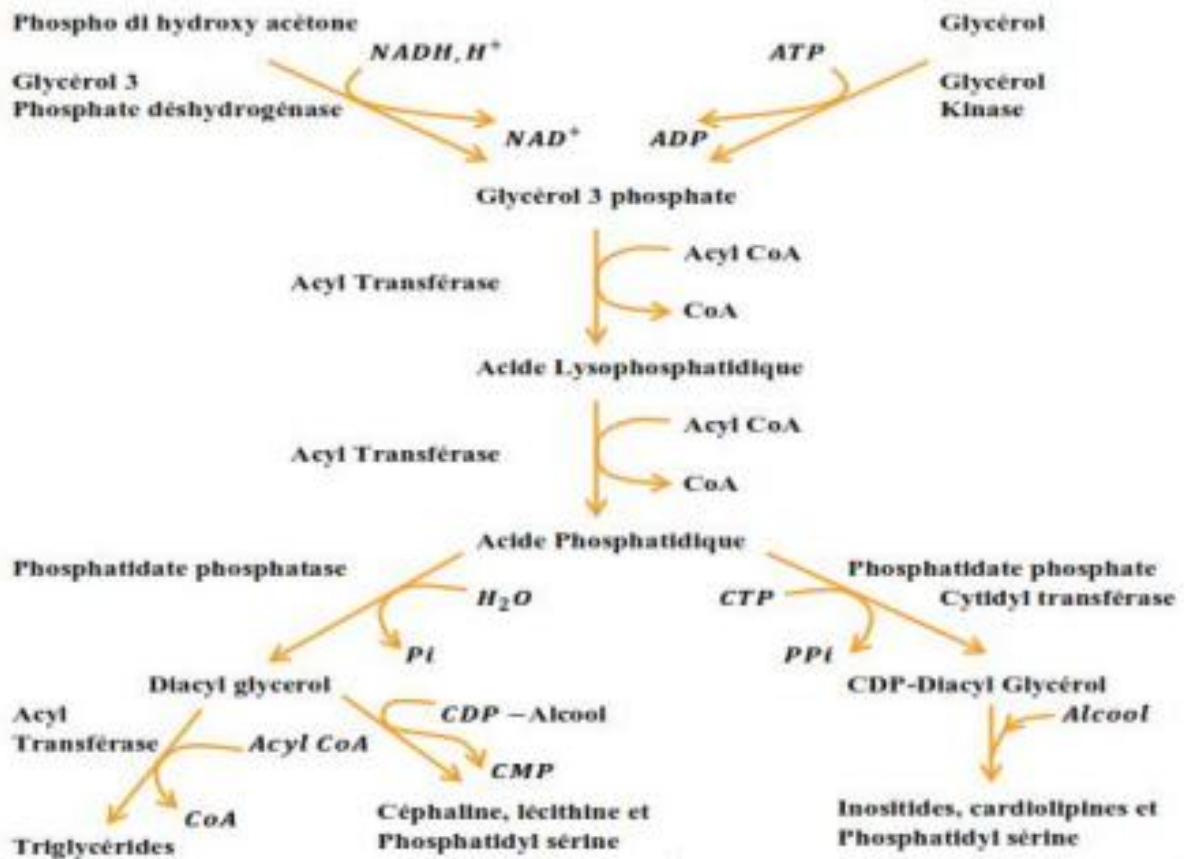 Phospho di hydroxy acétone
Glycérol
NADH, H⁺
ATP
Glycérol 3
Phosphate déshydrogénase
Glycérol
Kinase
NAD⁺
ADP
Glycérol 3 phosphate
Acyl CoA
Acyl Transférase
CoA
Acide Lysophosphatidique
Acyl CoA
Acyl Transférase
CoA
Acide Phosphatidique
Phosphatidate phosphatase
Phosphatidate phosphate
Cytidyl transférase
H₂O
CTP
Pi
PPi
Diacyl glycerol
CDP-Diacyl Glycérol
Acyl
Transférase
Acyl CoA
CDP – Alcool
Alcool
CMP
CoA
Céphaline, lécithine et
Phosphatidyl sérine
Inositides, cardiolipines et
Phosphatidyl sérine
Triglycérides